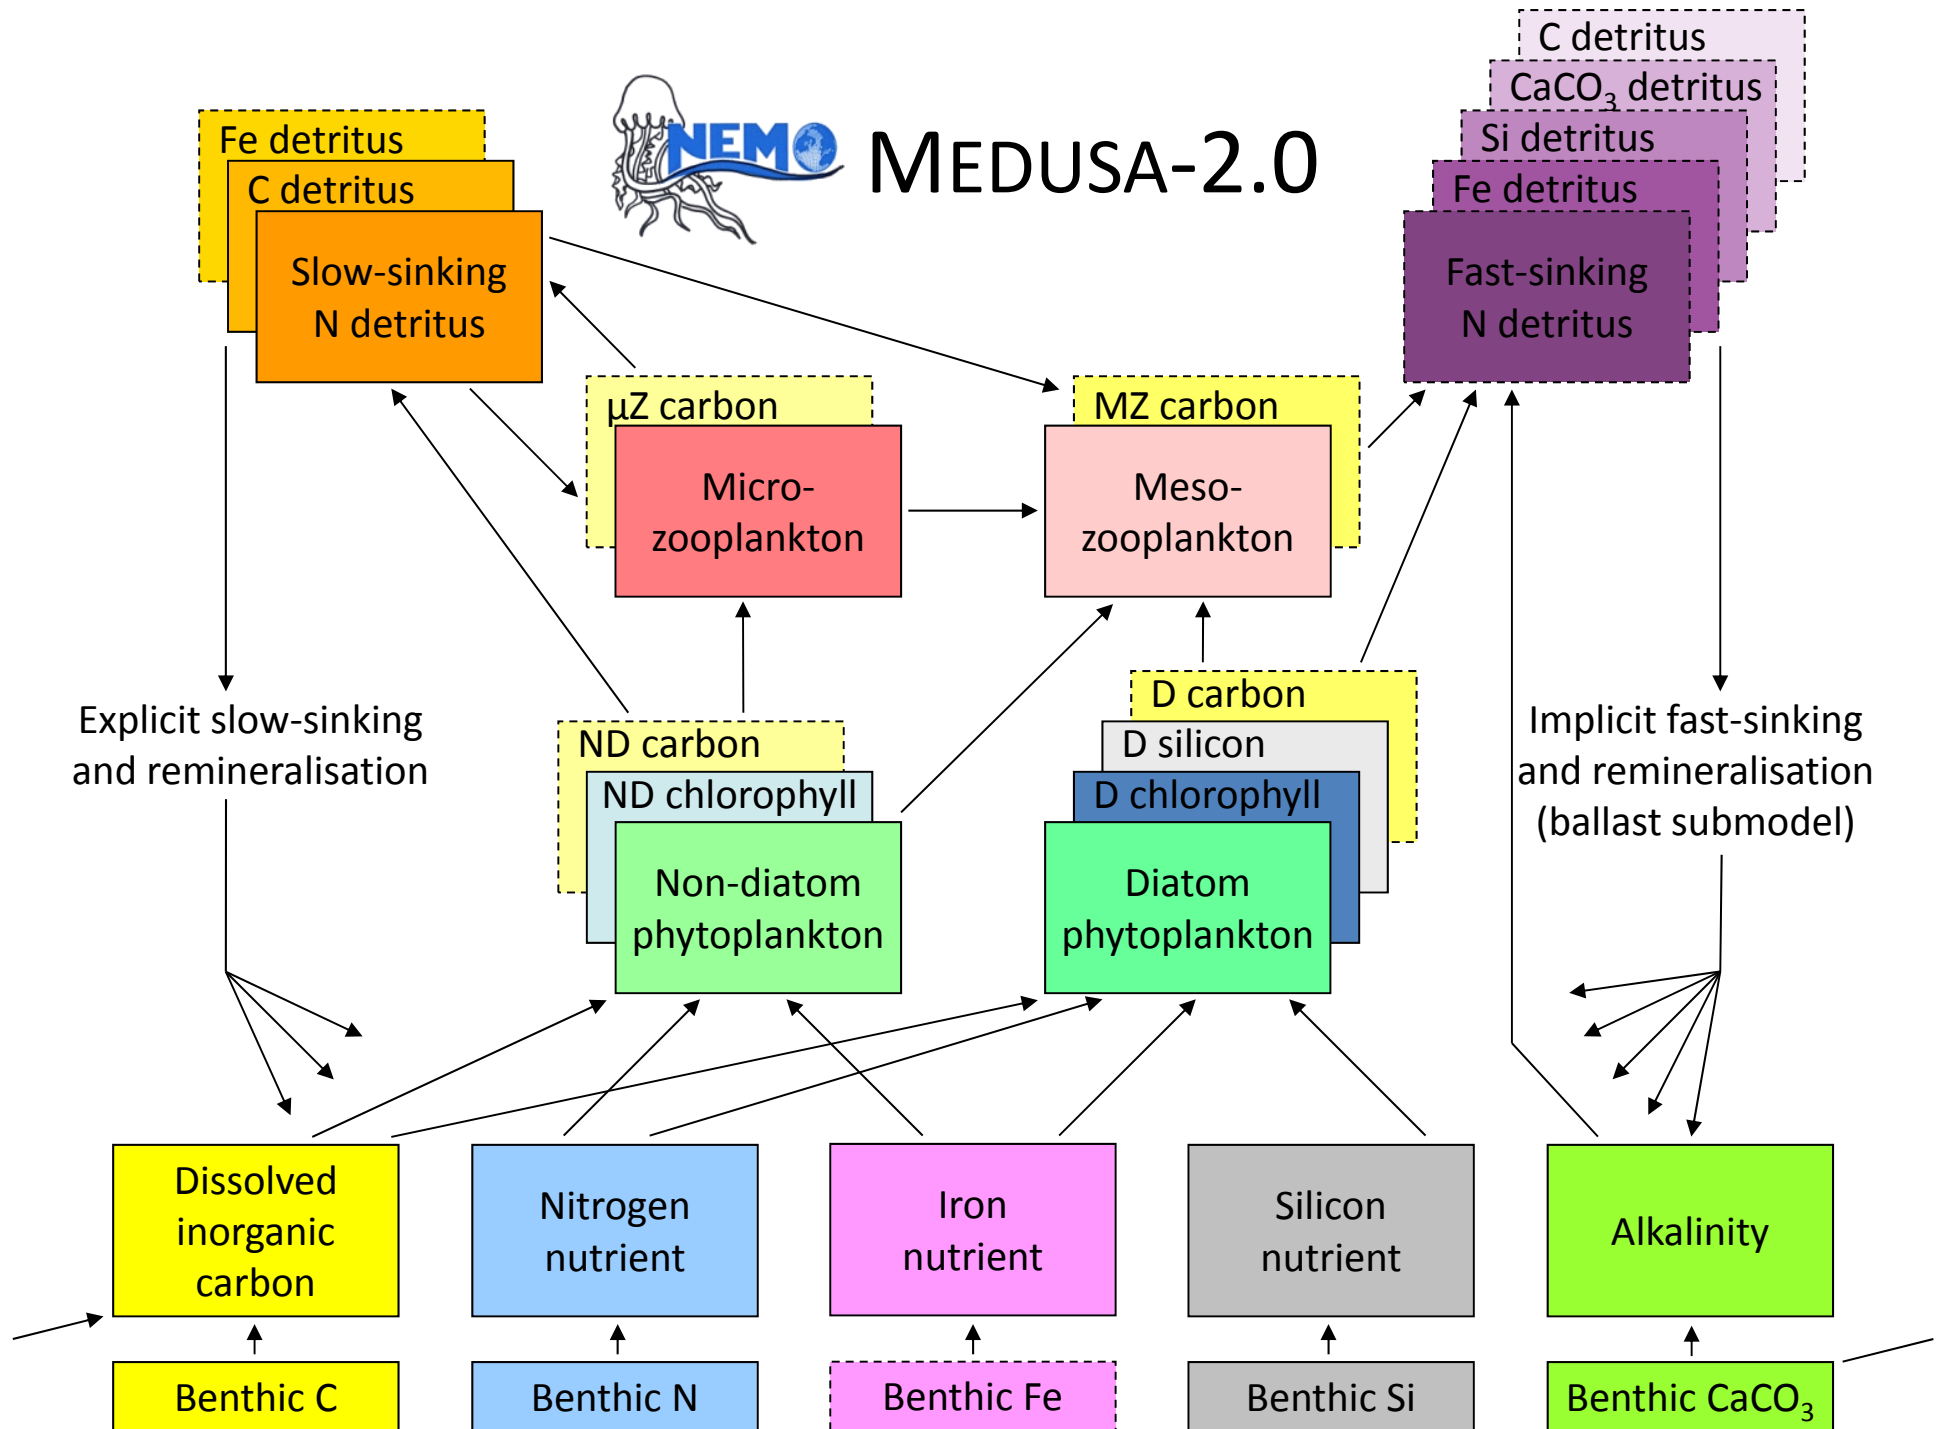 NEMO
MEDUSA-2.0
Fe detritus
C detritus
Slow-sinking
N detritus
C detritus
CaCO₃ detritus
Si detritus
Fe detritus
Fast-sinking
N detritus
µZ carbon
Micro-
zooplankton
MZ carbon
Meso-
zooplankton
Explicit slow-sinking
and remineralisation
ND carbon
ND chlorophyll
Non-diatom
phytoplankton
D carbon
D silicon
D chlorophyll
Diatom
phytoplankton
Implicit fast-sinking
and remineralisation
(ballast submodel)
Dissolved
inorganic
carbon
Nitrogen
nutrient
Iron
nutrient
Silicon
nutrient
Alkalinity
Benthic C
Benthic N
Benthic Fe
Benthic Si
Benthic CaCO₃